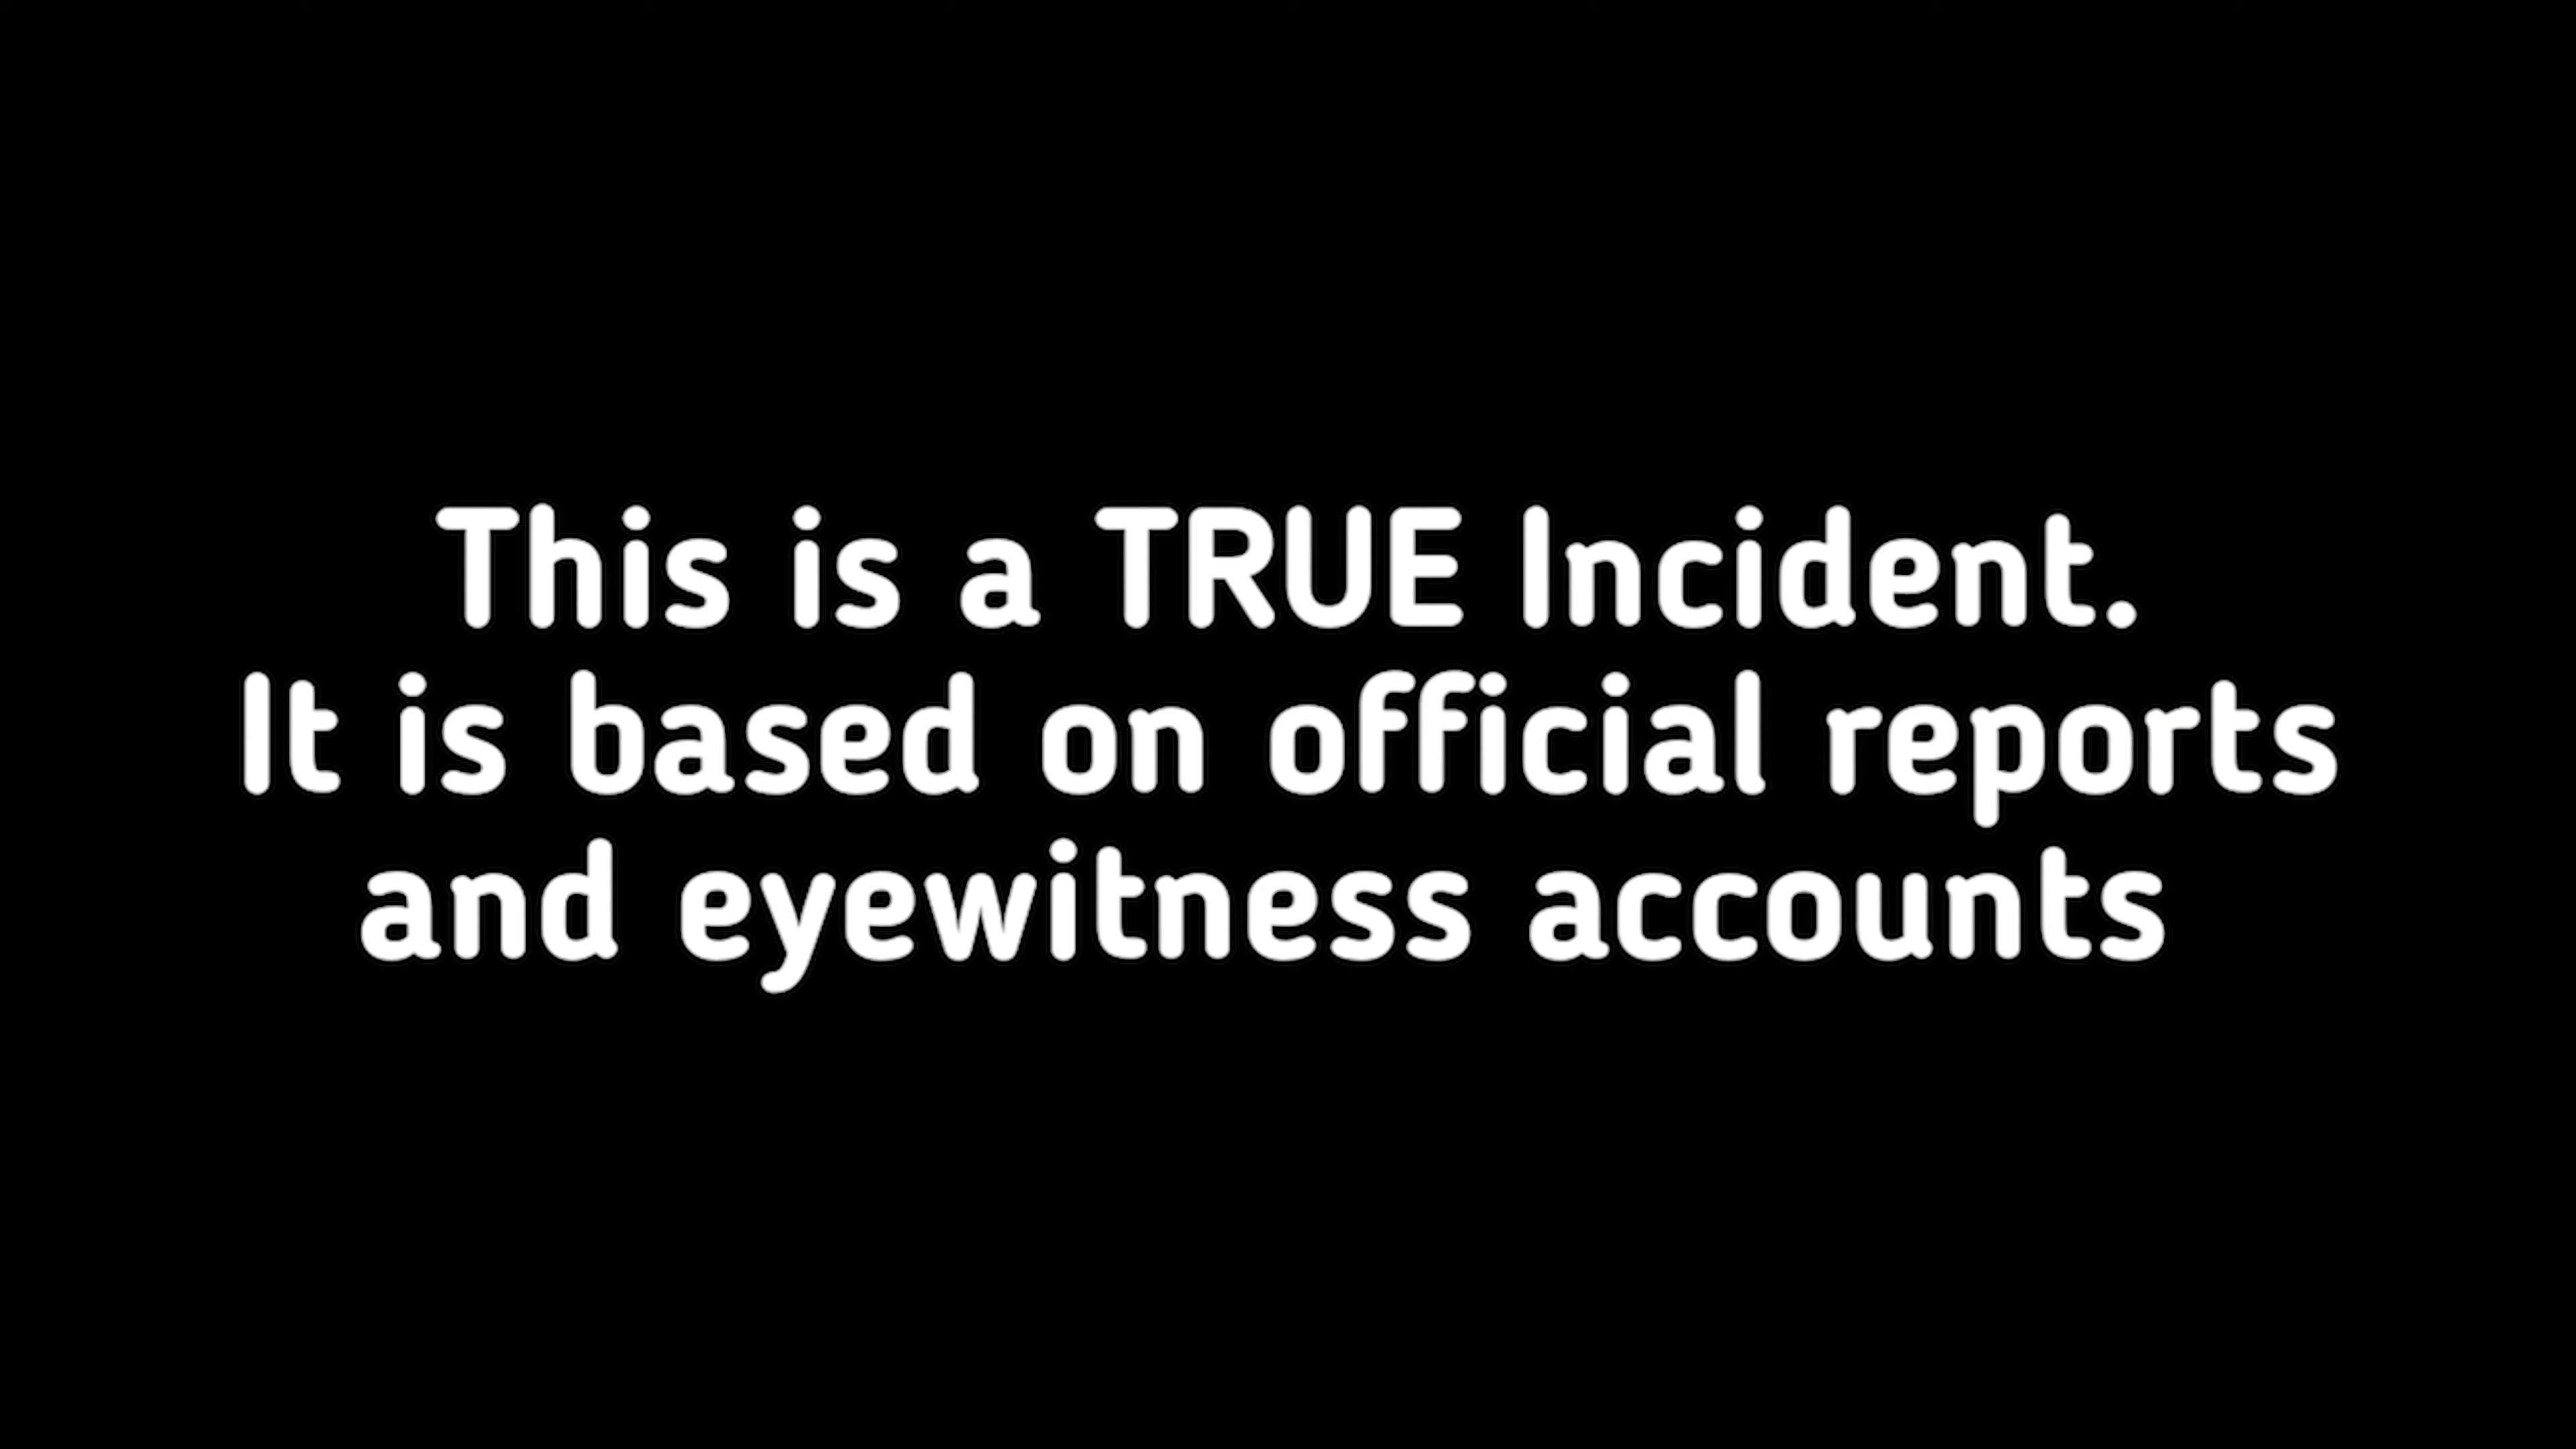 This is a TRUE Incident.
It is based on official reports
and eyewitness accounts